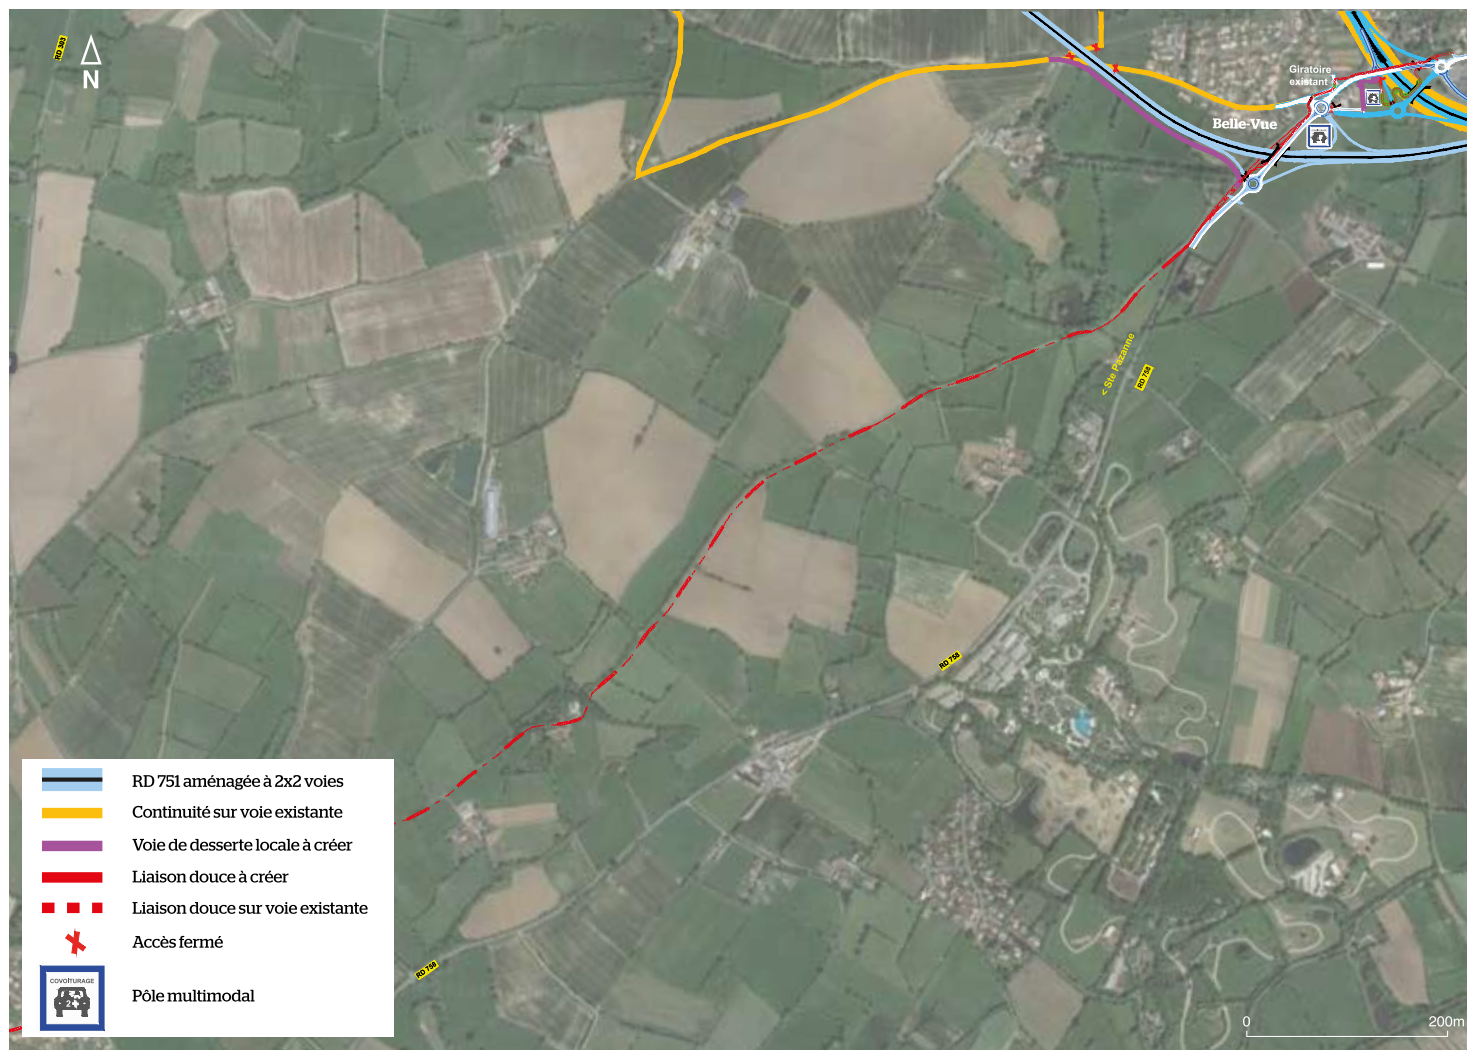 RD 303
N
Giratoire
existant
Belle-Vue
< Ste Pazanne
RD 758
RD 758
RD 758
RD 751 aménagée à 2x2 voies
Continuité sur voie existante
Voie de desserte locale à créer
Liaison douce à créer
Liaison douce sur voie existante
Accès fermé
COVOITURAGE
2+
Pôle multimodal
0
200m